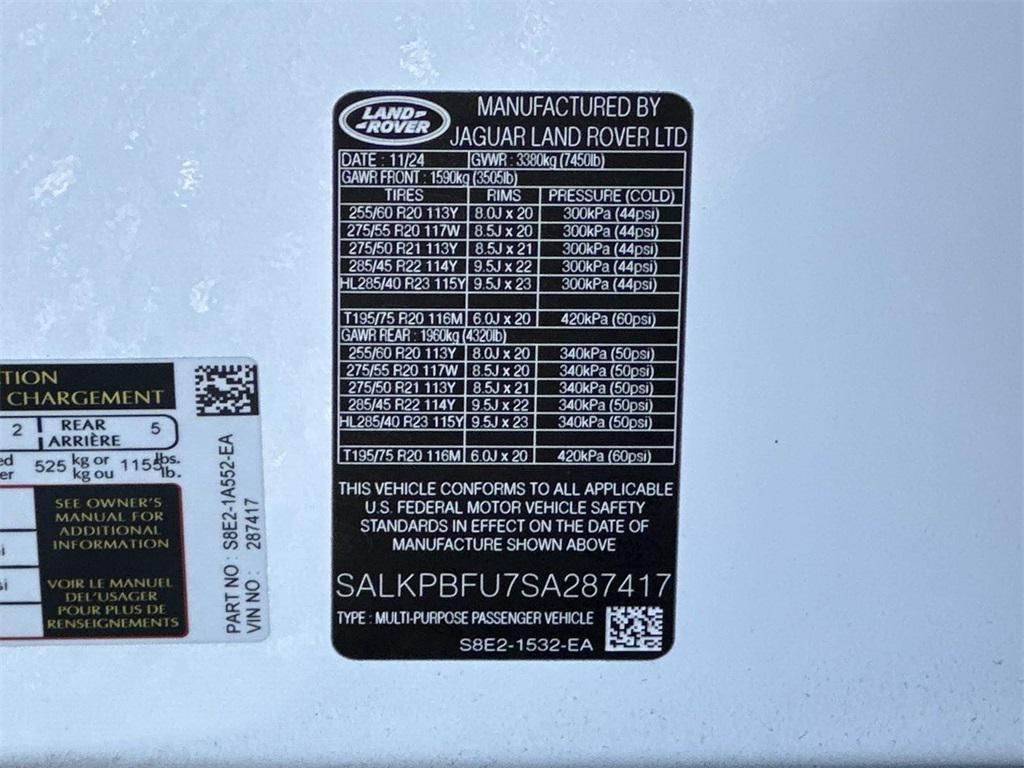 LAND-
-ROVER
MANUFACTURED BY
JAGUAR LAND ROVER LTD
DATE : 11/24 GVWR : 3380kg (7450lb)
GAWR FRONT : 1590kg (3505lb)
TIRES RIMS PRESSURE (COLD)
255/60 R20 113Y 8.0J x 20 300kPa (44psi)
275/55 R20 117W 8.5J x 20 300kPa (44psi)
275/50 R21 113Y 8.5J x 21 300kPa (44psi)
285/45 R22 114Y 9.5J x 22 300kPa (44psi)
HL285/40 R23 115Y 9.5J x 23 300kPa (44psi)
T195/75 R20 116M 6.0J x 20 420kPa (60psi)
GAWR REAR : 1960kg (4320lb)
255/60 R20 113Y 8.0J x 20 340kPa (50psi)
275/55 R20 117W 8.5J x 20 340kPa (50psi)
275/50 R21 113Y 8.5J x 21 340kPa (50psi)
285/45 R22 114Y 9.5J x 22 340kPa (50psi)
HL285/40 R23 115Y 9.5J x 23 340kPa (50psi)
T195/75 R20 116M 6.0J x 20 420kPa (60psi)
THIS VEHICLE CONFORMS TO ALL APPLICABLE
U.S. FEDERAL MOTOR VEHICLE SAFETY
STANDARDS IN EFFECT ON THE DATE OF
MANUFACTURE SHOWN ABOVE
SALKPBFU7SA287417
TYPE : MULTI-PURPOSE PASSENGER VEHICLE
S8E2-1532-EA
TION
CHARGEMENT
2 REAR 5
ARRIÈRE
ed 525 kg or 1155 lbs.
er kg ou lb.
SEE OWNER'S
MANUAL FOR
ADDITIONAL
INFORMATION
VOIR LE MANUEL
DEL'USAGER
POUR PLUS DE
RENSEIGNEMENTS
PART NO : S8E2-1A552-EA
VIN NO : 287417